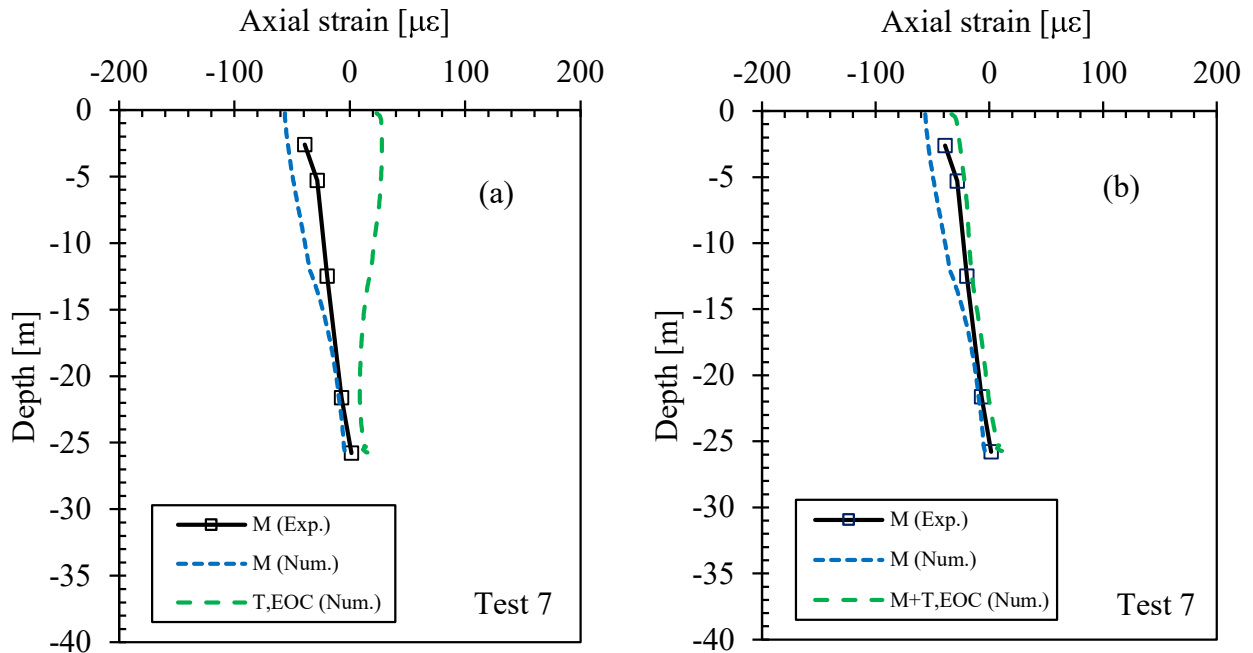 Axial strain [με]
-200 -100 0 100 200
0
-5
-10
-15
-20
-25
-30
-35
-40
Depth [m]
(a)
M (Exp.)
M (Num.)
T,EOC (Num.)
Test 7
Axial strain [με]
-200 -100 0 100 200
0
-5
-10
-15
-20
-25
-30
-35
-40
Depth [m]
(b)
M (Exp.)
M (Num.)
M+T,EOC (Num.)
Test 7